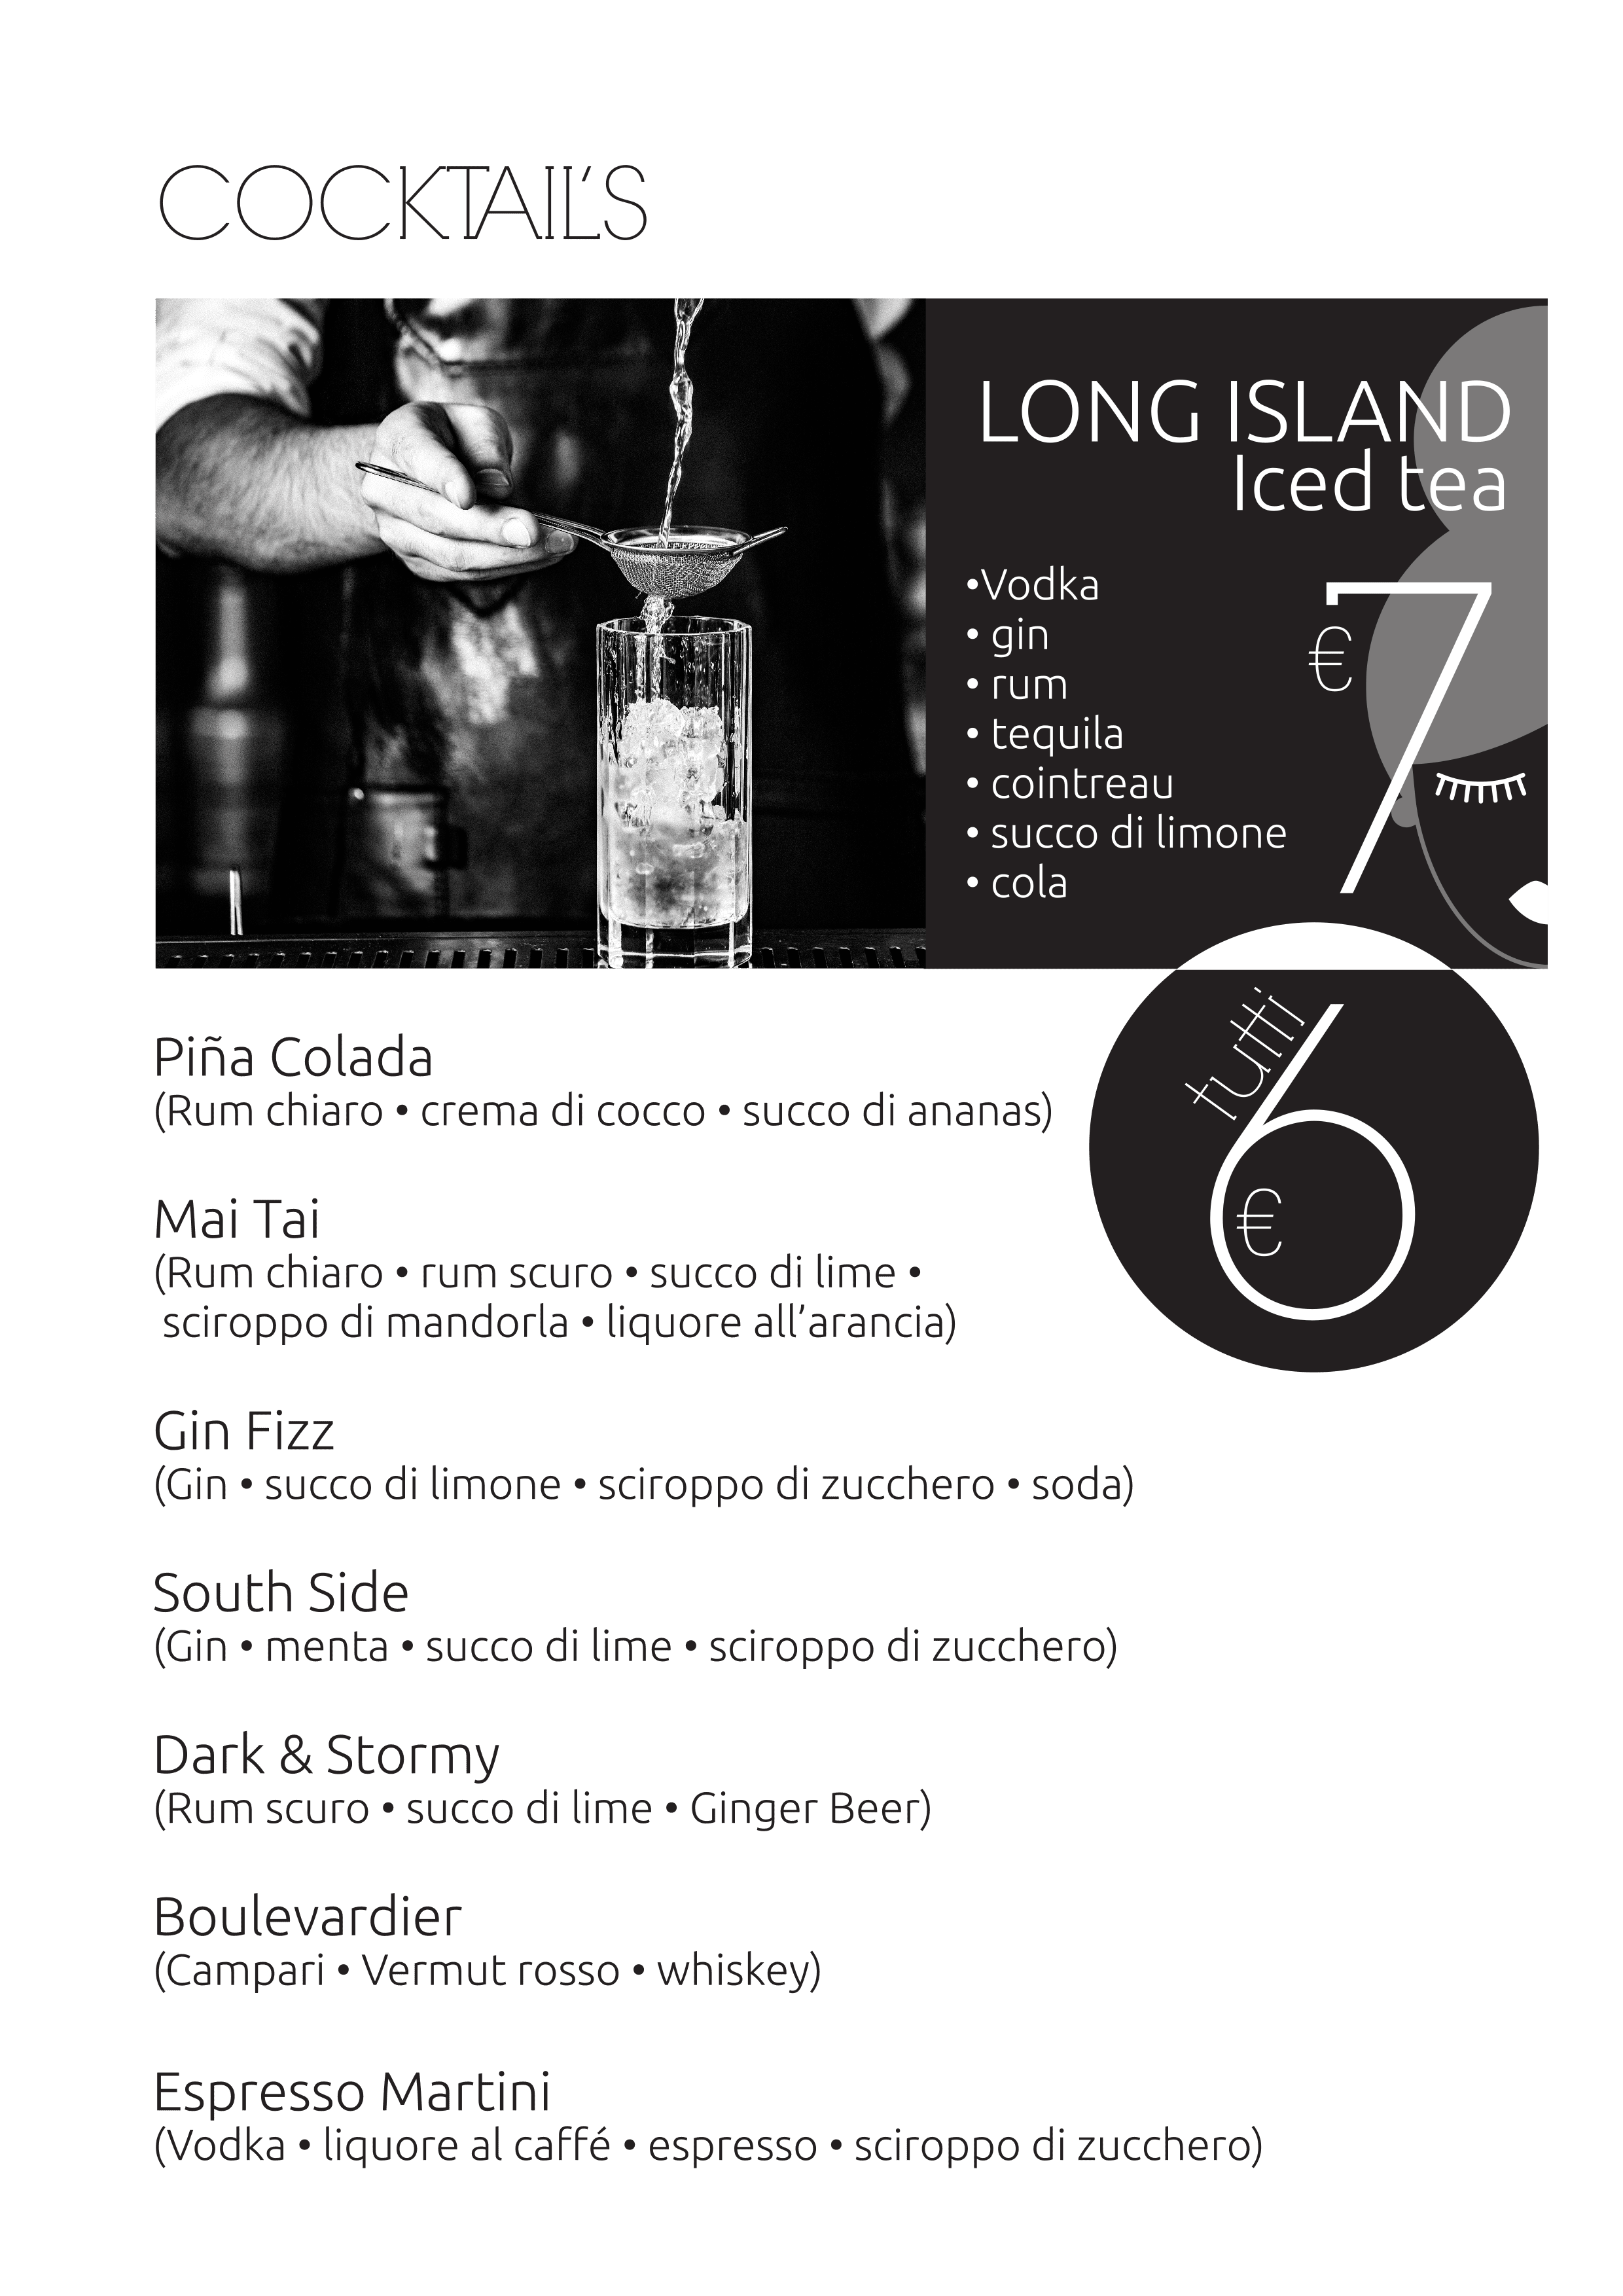 COCKTAIL'S
LONG ISLAND
Iced tea
•Vodka
• gin
• rum
• tequila
• cointreau
• succo di limone
• cola
€ 7
tutti
6 €
Piña Colada
(Rum chiaro • crema di cocco • succo di ananas)
Mai Tai
(Rum chiaro • rum scuro • succo di lime •
sciroppo di mandorla • liquore all’arancia)
Gin Fizz
(Gin • succo di limone • sciroppo di zucchero • soda)
South Side
(Gin • menta • succo di lime • sciroppo di zucchero)
Dark & Stormy
(Rum scuro • succo di lime • Ginger Beer)
Boulevardier
(Campari • Vermut rosso • whiskey)
Espresso Martini
(Vodka • liquore al caffé • espresso • sciroppo di zucchero)